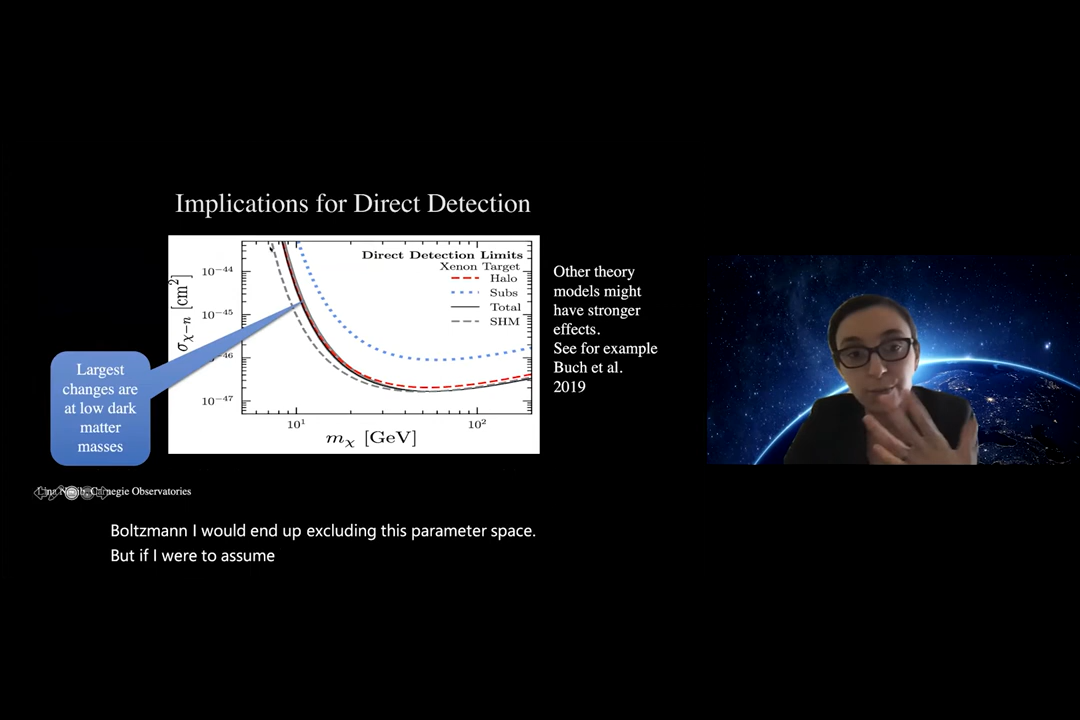 Implications for Direct Detection
Direct Detection Limits
Xenon Target
Halo
Subs
Total
SHM
10⁻⁴⁴
10⁻⁴⁵
10⁻⁴⁷
σχ−n [cm²]
10¹
10²
mχ [GeV]
Largest
changes are
at low dark
matter
masses
Other theory
models might
have stronger
effects.
See for example
Buch et al.
2019
Observatories
Boltzmann I would end up excluding this parameter space.
But if I were to assume